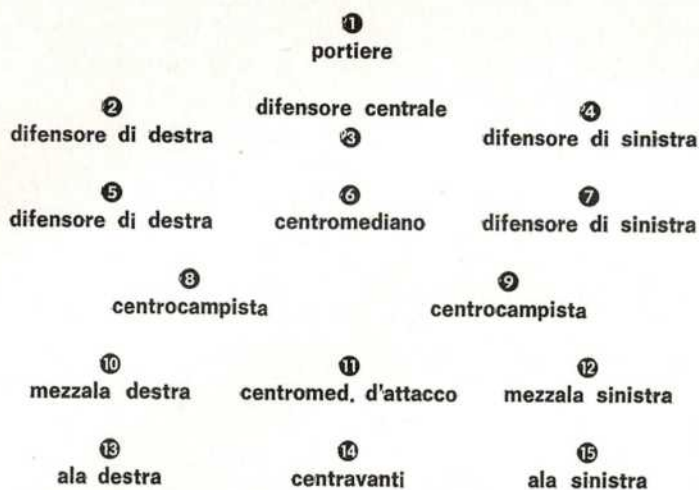 1
portiere
2 difensore centrale 4
difensore di destra 3 difensore di sinistra
5 6 7
difensore di destra centromediano difensore di sinistra
8 9
centrocampista centrocampista
10 11 12
mezzala destra centromed. d'attacco mezzala sinistra
13 14 15
ala destra centravanti ala sinistra